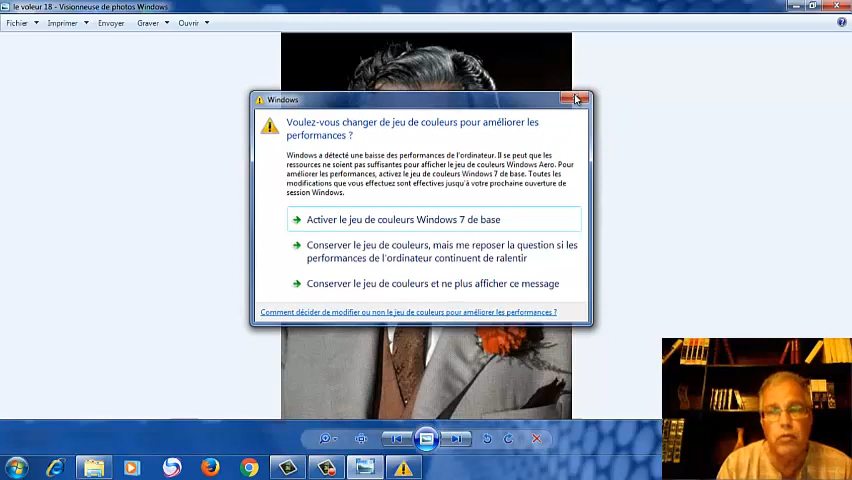 le voleur 18 - Visionneuse de photos Windows
Fichier Imprimer Envoyer Graver Ouvrir
Windows
Voulez-vous changer de jeu de couleurs pour améliorer les
performances ?
Windows a détecté une baisse des performances de l'ordinateur. Il se peut que les
ressources ne soient pas suffisantes pour afficher le jeu de couleurs Windows Aero. Pour
améliorer les performances, activez le jeu de couleurs Windows 7 de base. Toutes les
modifications que vous effectuez sont effectives jusqu'à votre prochaine ouverture de
session Windows.
Activer le jeu de couleurs Windows 7 de base
Conserver le jeu de couleurs, mais me reposer la question si les
performances de l'ordinateur continuent de ralentir
Conserver le jeu de couleurs et ne plus afficher ce message
Comment décider de modifier ou non le jeu de couleurs pour améliorer les performances ?